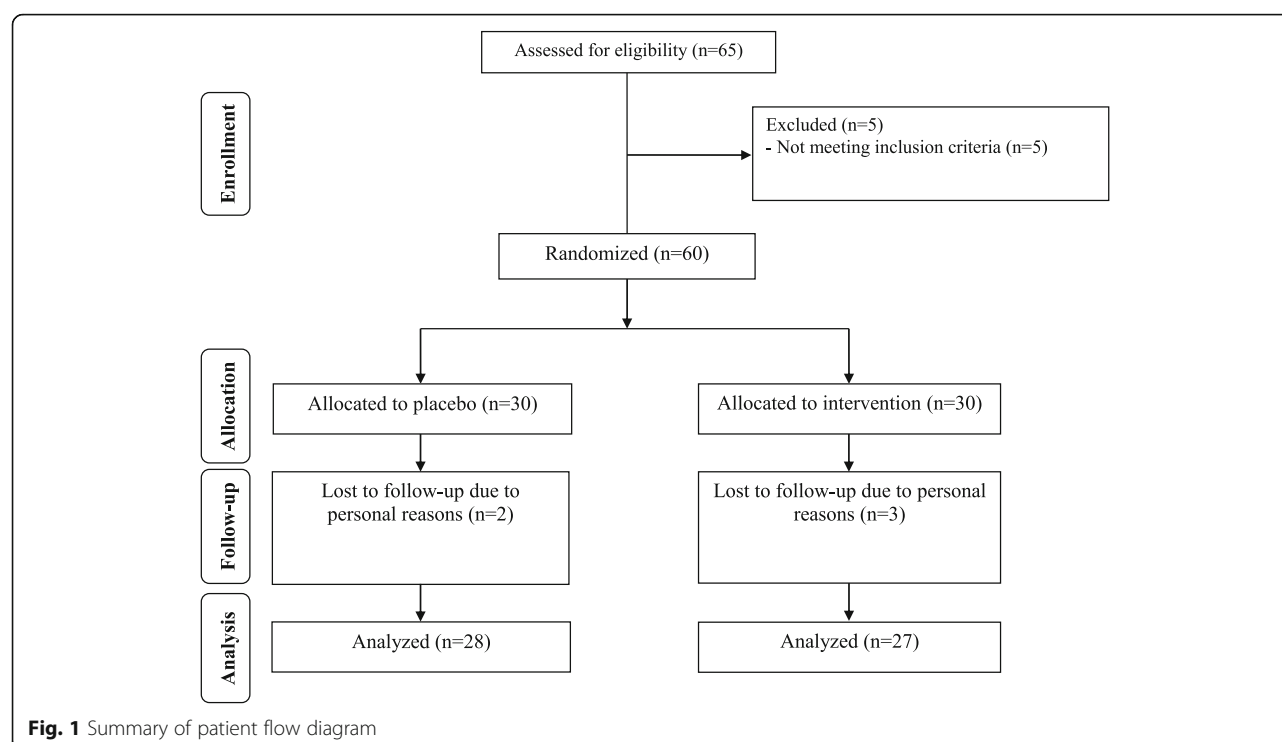 Assessed for eligibility (n=65)
Enrollment
Excluded (n=5)
- Not meeting inclusion criteria (n=5)
Randomized (n=60)
Allocation
Allocated to placebo (n=30)
Allocated to intervention (n=30)
Follow-up
Lost to follow-up due to
personal reasons (n=2)
Lost to follow-up due to personal
reasons (n=3)
Analysis
Analyzed (n=28)
Analyzed (n=27)
Fig. 1 Summary of patient flow diagram